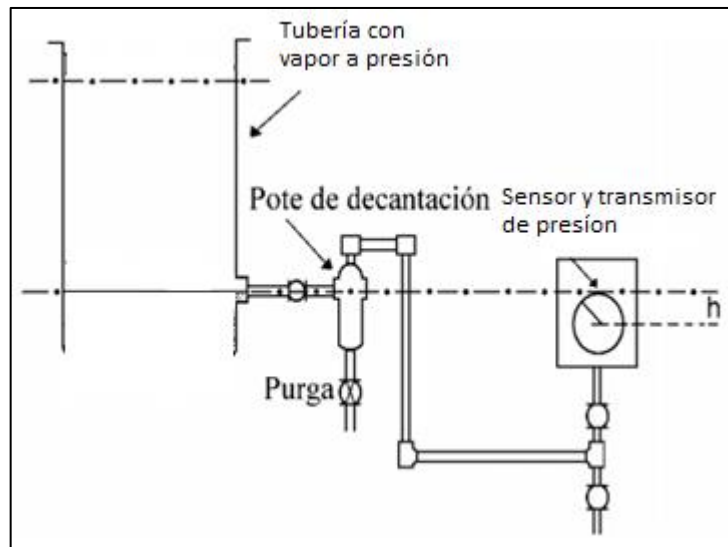 Tubería con
vapor a presión
Pote de decantación
Sensor y transmisor
de presíon
h
Purga